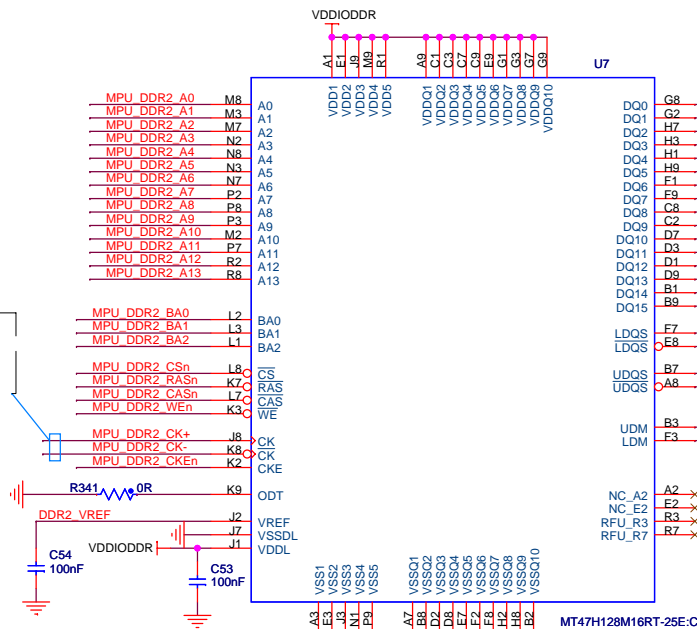 VDDIODDR
U7
A1 E1 J9 M9 R1 A9 C1 C3 C7 C9 E9 G1 G3 G7 G9
VDD1 VDD2 VDD3 VDD4 VDD5 VDDQ1 VDDQ2 VDDQ3 VDDQ4 VDDQ5 VDDQ6 VDDQ7 VDDQ8 VDDQ9 VDDQ10
MPU_DDR2_A0 M8 A0
MPU_DDR2_A1 M3 A1
MPU_DDR2_A2 M7 A2
MPU_DDR2_A3 N2 A3
MPU_DDR2_A4 N8 A4
MPU_DDR2_A5 N3 A5
MPU_DDR2_A6 N7 A6
MPU_DDR2_A7 P2 A7
MPU_DDR2_A8 P8 A8
MPU_DDR2_A9 P3 A9
MPU_DDR2_A10 M2 A10
MPU_DDR2_A11 P7 A11
MPU_DDR2_A12 R2 A12
MPU_DDR2_A13 R8 A13
MPU_DDR2_BA0 L2 BA0
MPU_DDR2_BA1 L3 BA1
MPU_DDR2_BA2 L1 BA2
MPU_DDR2_CSn L8 CS
MPU_DDR2_RASn K7 RAS
MPU_DDR2_CASn L7 CAS
MPU_DDR2_WEn K3 WE
MPU_DDR2_CK+ J8 CK
MPU_DDR2_CK- K8 CK
MPU_DDR2_CKEn K2 CKE
R341 0R K9 ODT
DDR2_VREF J2 VREF
J7 VSSDL
VDDIODDR J1 VDDL
C54
100nF
C53
100nF
DQ0 G8
DQ1 G2
DQ2 H7
DQ3 H3
DQ4 H1
DQ5 H9
DQ6 F1
DQ7 F9
DQ8 C8
DQ9 C2
DQ10 D7
DQ11 D3
DQ12 D1
DQ13 D9
DQ14 B1
DQ15 B9
LDQS F7
LDQS E8
UDQS B7
UDQS A8
UDM B3
LDM F3
NC_A2 A2
NC_E2 E2
RFU_R3 R3
RFU_R7 R7
VSS1 VSS2 VSS3 VSS4 VSS5 VSSQ1 VSSQ2 VSSQ3 VSSQ4 VSSQ5 VSSQ6 VSSQ7 VSSQ8 VSSQ9 VSSQ10
A3 E3 J3 N1 P9 A7 B8 D2 D8 E7 F2 F8 H2 H8 B2
MT47H128M16RT-25E:C